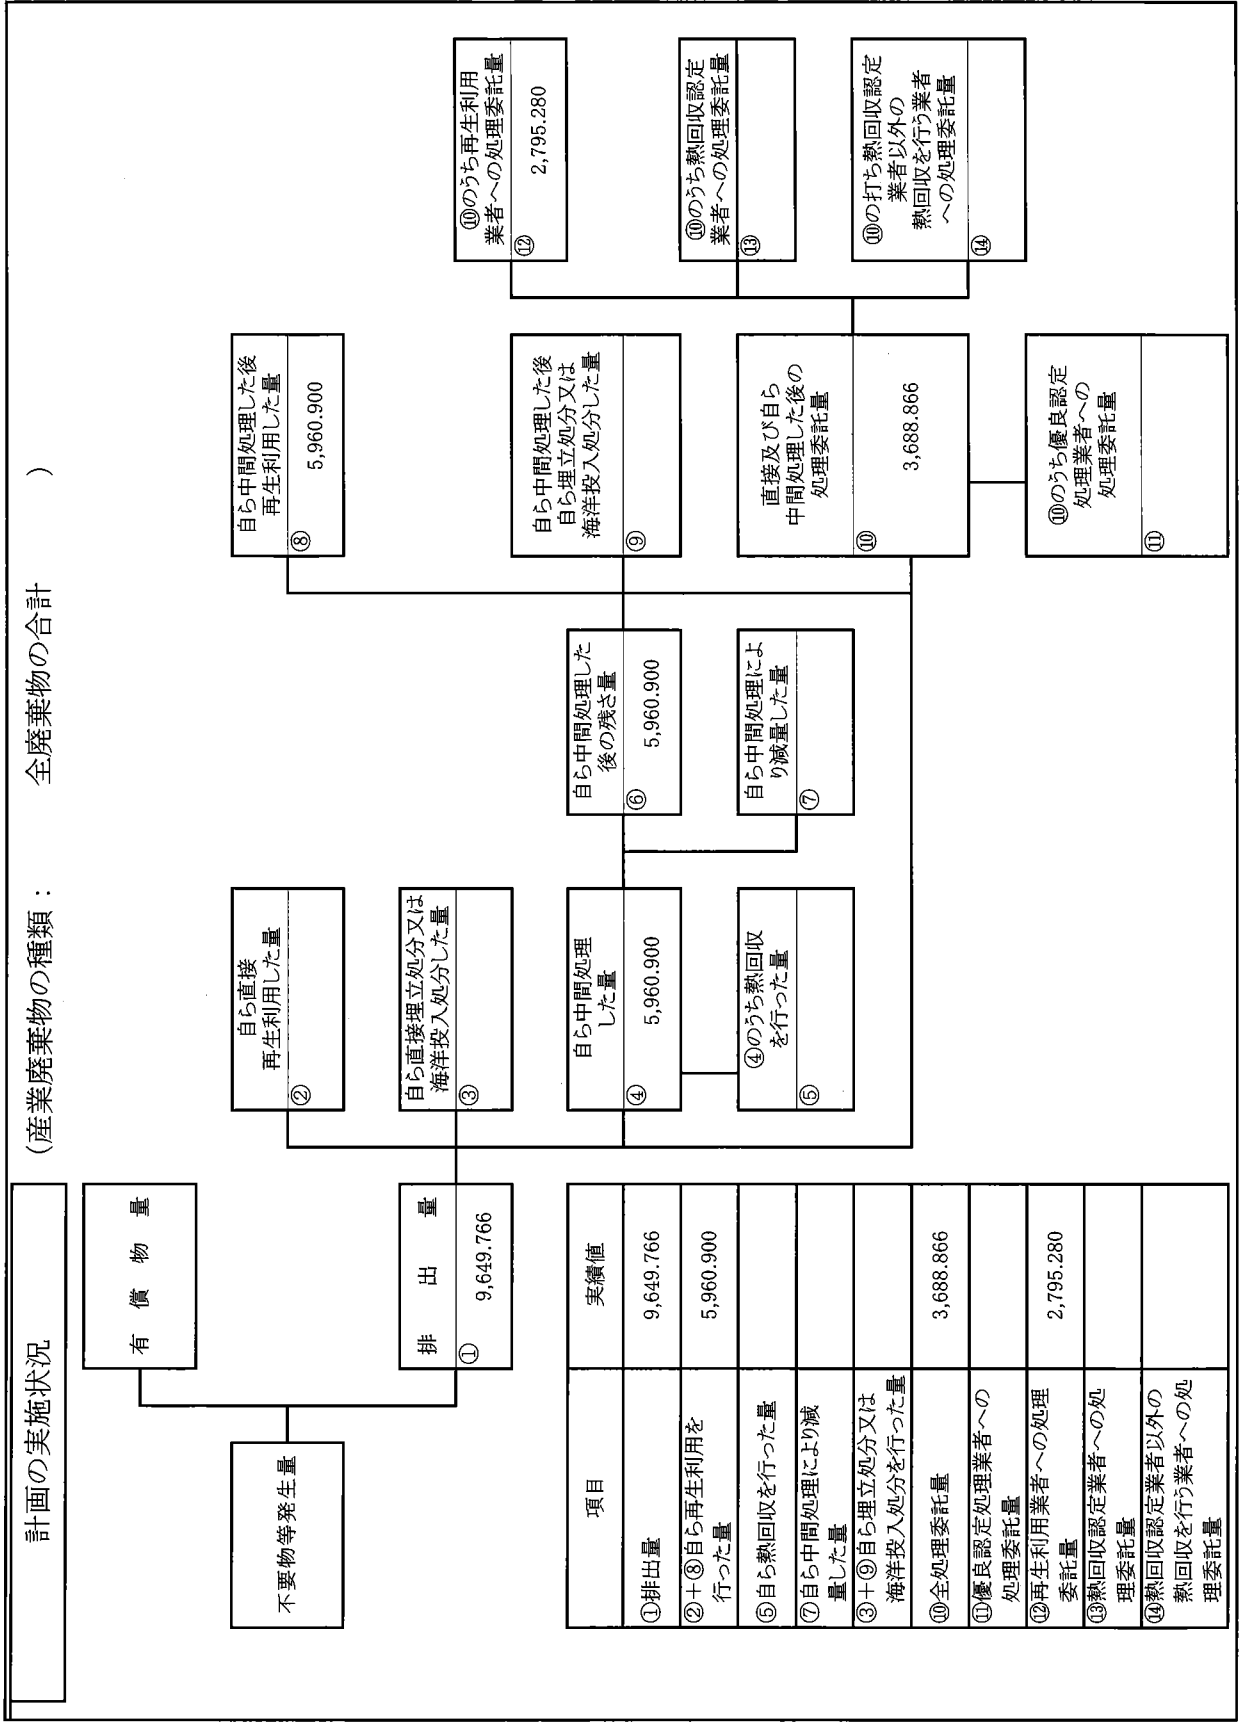 計画の実施状況
（産業廃棄物の種類：　全廃棄物の合計　）
不要物等発生量
有償物量
排出量
① 9,649.766
自ら直接
再生利用した量
②
自ら直接埋立処分又は
海洋投入処分した量
③
自ら中間処理
した量
④ 5,960.900
④のうち熱回収
を行った量
⑤
自ら中間処理した
後の残さ量
⑥ 5,960.900
自ら中間処理によ
り減量した量
⑦
自ら中間処理した後
再生利用した量
⑧ 5,960.900
自ら中間処理した後
自ら埋立処分又は
海洋投入処分した量
⑨
直接及び自ら
中間処理した後の
処理委託量
⑩ 3,688.866
⑩のうち優良認定
処理業者への
処理委託量
⑪
⑩のうち再生利用
業者への処理委託量
⑫ 2,795.280
⑩のうち熱回収認定
業者への処理委託量
⑬
⑩の打ち熱回収認定
業者以外の
熱回収を行う業者
への処理委託量
⑭
項目 実績値
①排出量 9,649.766
②＋⑧自ら再生利用を
行った量 5,960.900
⑤自ら熱回収を行った量
⑦自ら中間処理により減
量した量
③＋⑨自ら埋立処分又は
海洋投入処分を行った量
⑩全処理委託量 3,688.866
⑪優良認定処理業者への
処理委託量
⑫再生利用業者への処理
委託量 2,795.280
⑬熱回収認定業者への処
理委託量
⑭熱回収認定業者以外の
熱回収を行う業者への処
理委託量